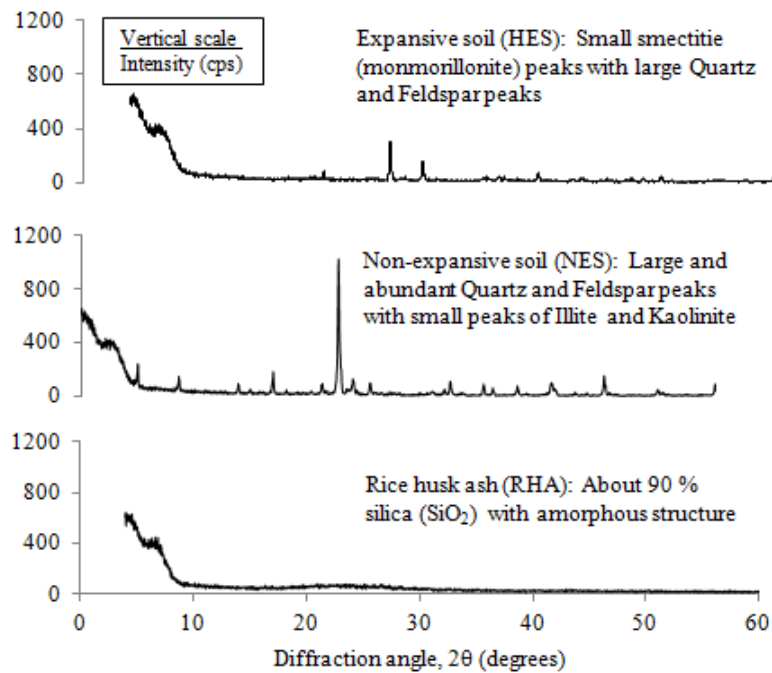 1200
800
400
0
Vertical scale
Intensity (cps)
Expansive soil (HES): Small smectitie
(monmorillonite) peaks with large Quartz
and Feldspar peaks
1200
800
400
0
Non-expansive soil (NES): Large and
abundant Quartz and Feldspar peaks
with small peaks of Illite and Kaolinite
1200
800
400
0
Rice husk ash (RHA): About 90 %
silica (SiO₂) with amorphous structure
0 10 20 30 40 50 60
Diffraction angle, 2θ (degrees)